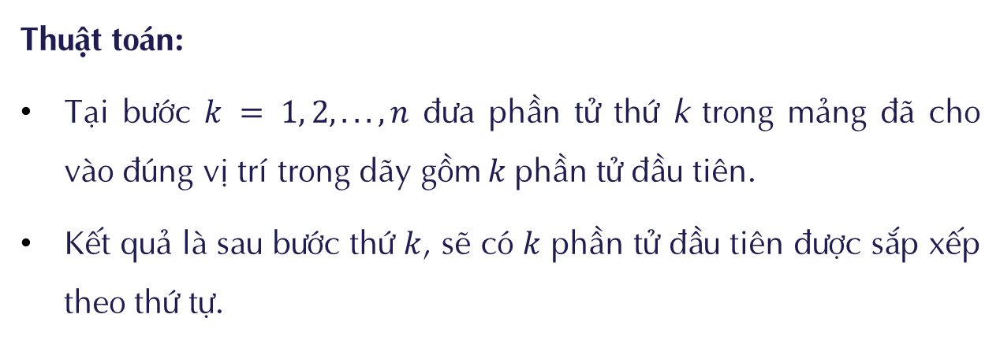 Thuật toán:
• Tại bước k = 1, 2, ..., n đưa phần tử thứ k trong mảng đã cho
vào đúng vị trí trong dãy gồm k phần tử đầu tiên.
• Kết quả là sau bước thứ k, sẽ có k phần tử đầu tiên được sắp xếp
theo thứ tự.